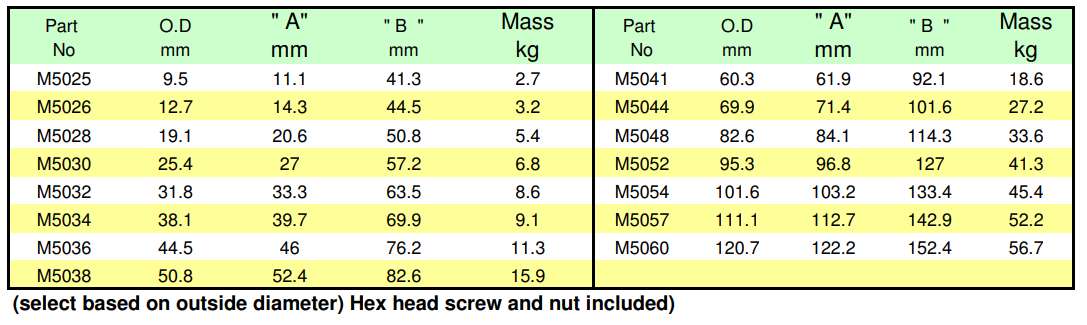 Part O.D " A" " B " Mass Part O.D " A" " B " Mass
No mm mm mm kg No mm mm mm kg
M5025 9.5 11.1 41.3 2.7 M5041 60.3 61.9 92.1 18.6
M5026 12.7 14.3 44.5 3.2 M5044 69.9 71.4 101.6 27.2
M5028 19.1 20.6 50.8 5.4 M5048 82.6 84.1 114.3 33.6
M5030 25.4 27 57.2 6.8 M5052 95.3 96.8 127 41.3
M5032 31.8 33.3 63.5 8.6 M5054 101.6 103.2 133.4 45.4
M5034 38.1 39.7 69.9 9.1 M5057 111.1 112.7 142.9 52.2
M5036 44.5 46 76.2 11.3 M5060 120.7 122.2 152.4 56.7
M5038 50.8 52.4 82.6 15.9
(select based on outside diameter) Hex head screw and nut included)